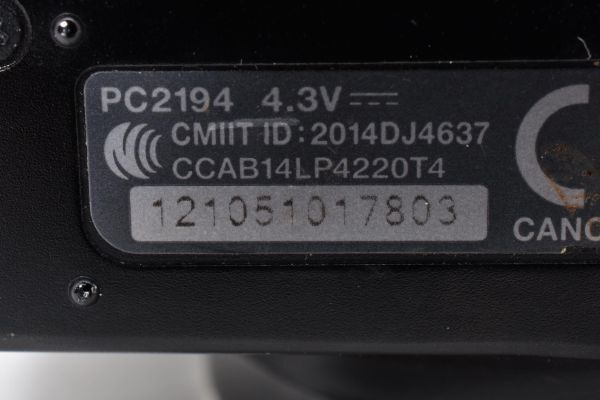 PC2194 4.3V
CMIIT ID: 2014DJ4637
CCAB14LP4220T4
121051017803
CANO